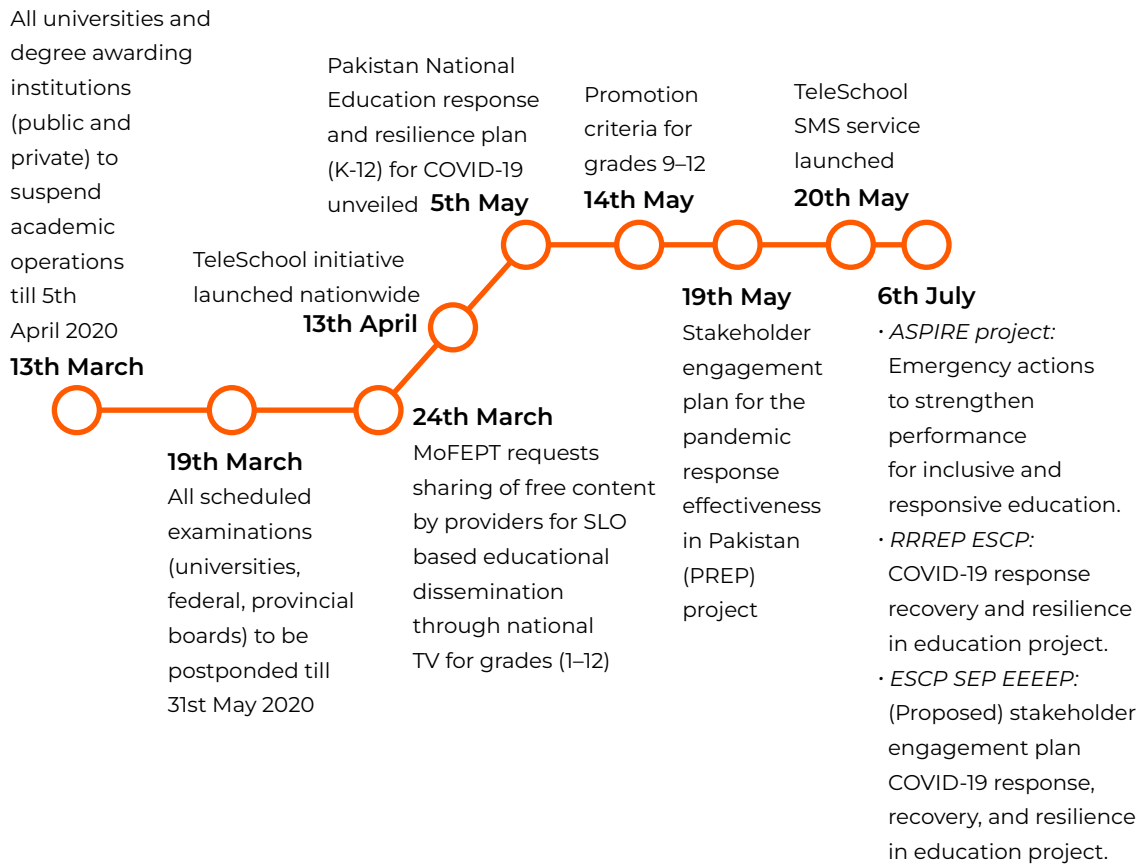 All universities and
degree awarding
institutions
(public and
private) to
suspend
academic
operations
till 5th
April 2020
13th March
19th March
All scheduled
examinations
(universities,
federal, provincial
boards) to be
postponded till
31st May 2020
24th March
MoFEPT requests
sharing of free content
by providers for SLO
based educational
dissemination
through national
TV for grades (1–12)
TeleSchool initiative
launched nationwide
13th April
Pakistan National
Education response
and resilience plan
(K-12) for COVID-19
unveiled 5th May
Promotion
criteria for
grades 9–12
14th May
19th May
Stakeholder
engagement
plan for the
pandemic
response
effectiveness
in Pakistan
(PREP)
project
TeleSchool
SMS service
launched
20th May
6th July
· ASPIRE project:
Emergency actions
to strengthen
performance
for inclusive and
responsive education.
· RRREP ESCP:
COVID-19 response
recovery and resilience
in education project.
· ESCP SEP EEEEP:
(Proposed) stakeholder
engagement plan
COVID-19 response,
recovery, and resilience
in education project.